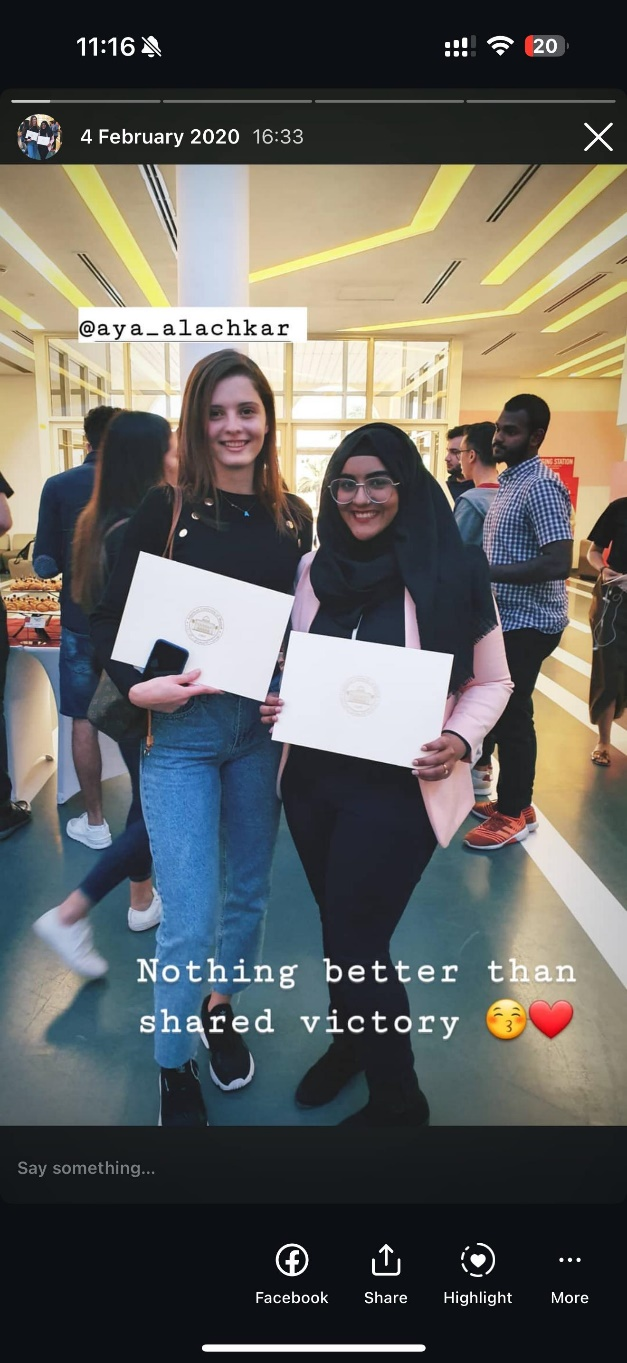 11:16
20
4 February 2020 16:33
@aya_alachkar
Nothing better than
shared victory 😚❤️
Say something...
Facebook Share Highlight More